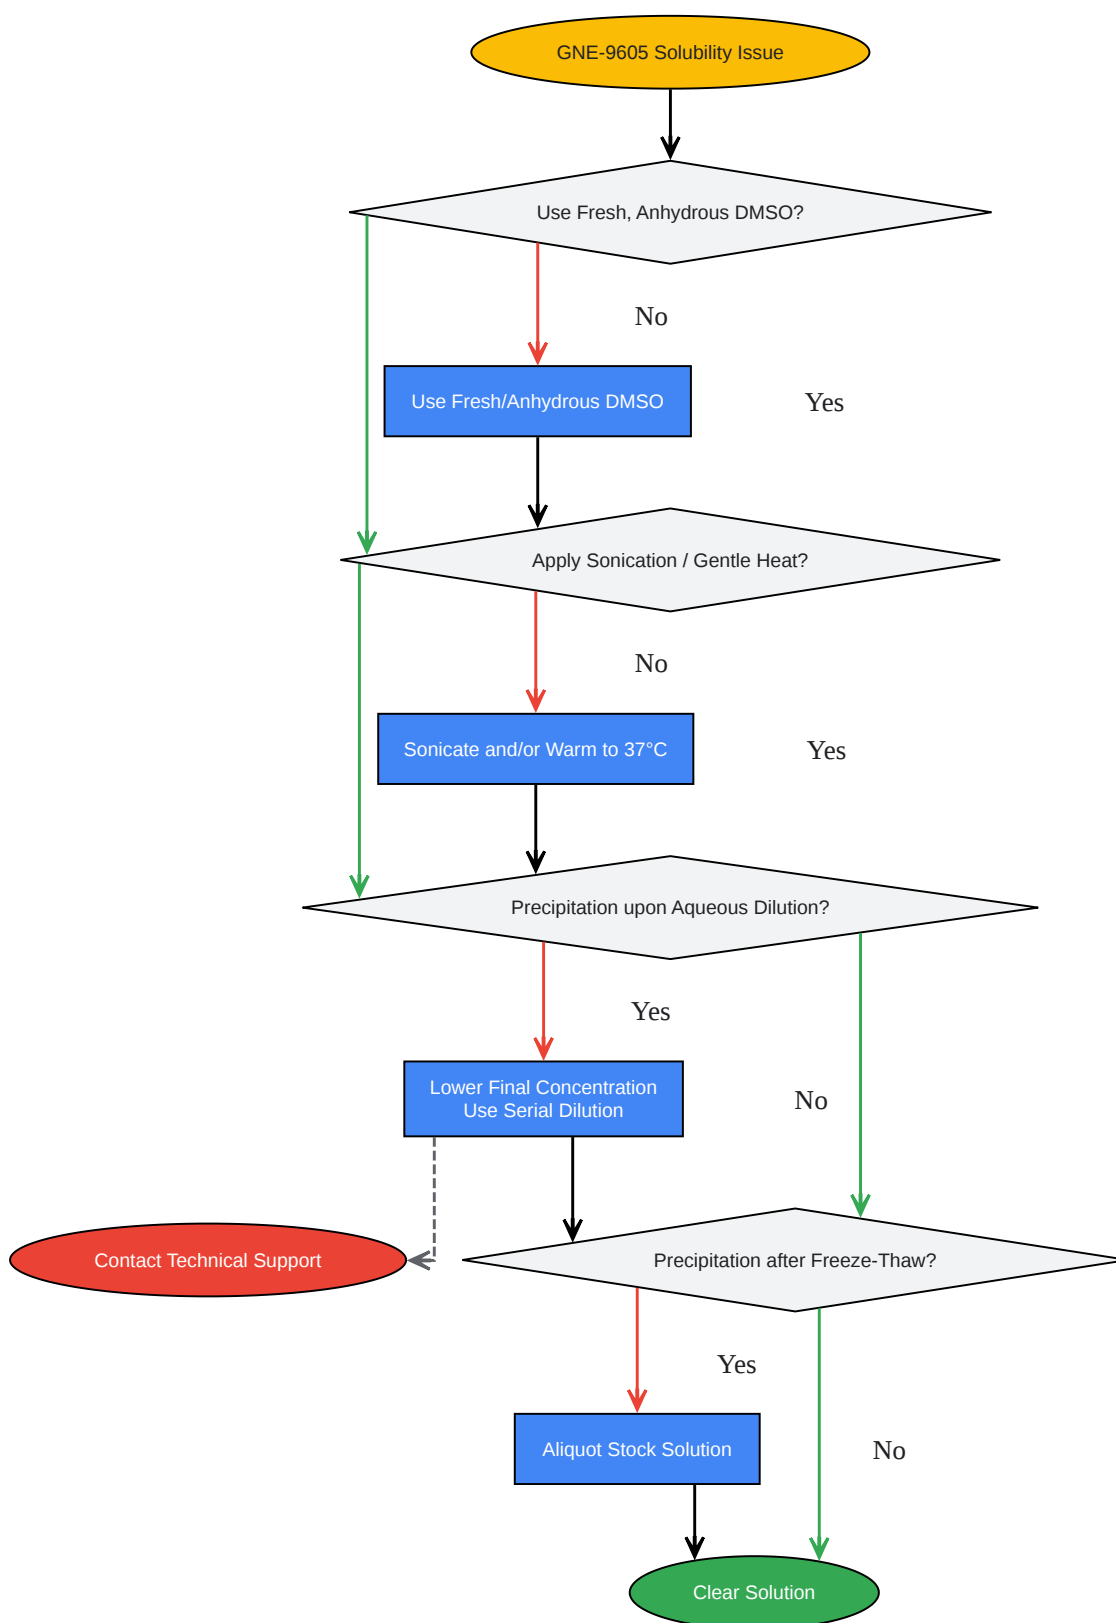 GNE-9605 Solubility Issue
Use Fresh, Anhydrous DMSO?
No
Use Fresh/Anhydrous DMSO
Yes
Apply Sonication / Gentle Heat?
No
Sonicate and/or Warm to 37°C
Yes
Precipitation upon Aqueous Dilution?
Yes
Lower Final Concentration
Use Serial Dilution
No
Contact Technical Support
Precipitation after Freeze-Thaw?
Yes
Aliquot Stock Solution
No
Clear Solution